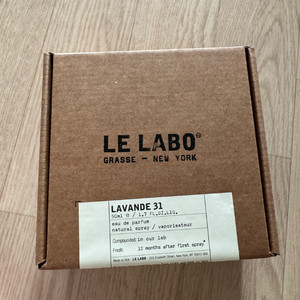 LE LABO®
GRASSE — NEW YORK
LAVANDE 31
50ml ℮ / 1.7 FL.OZ.LIQ.
eau de parfum
natural spray / vaporisateur
Compounded in our lab
Fresh: 12 months after first spray
LE LABO